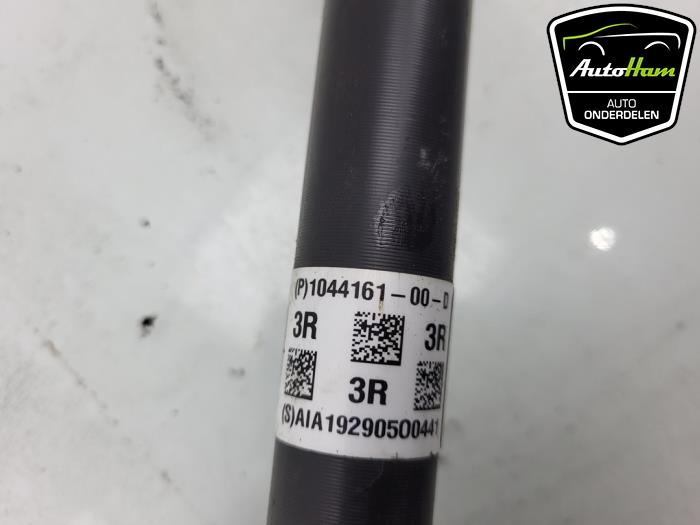 AutoHam
AUTO
ONDERDELEN
(P)1044161-00-D
3R
3R
3R
(S)AIA19290500441